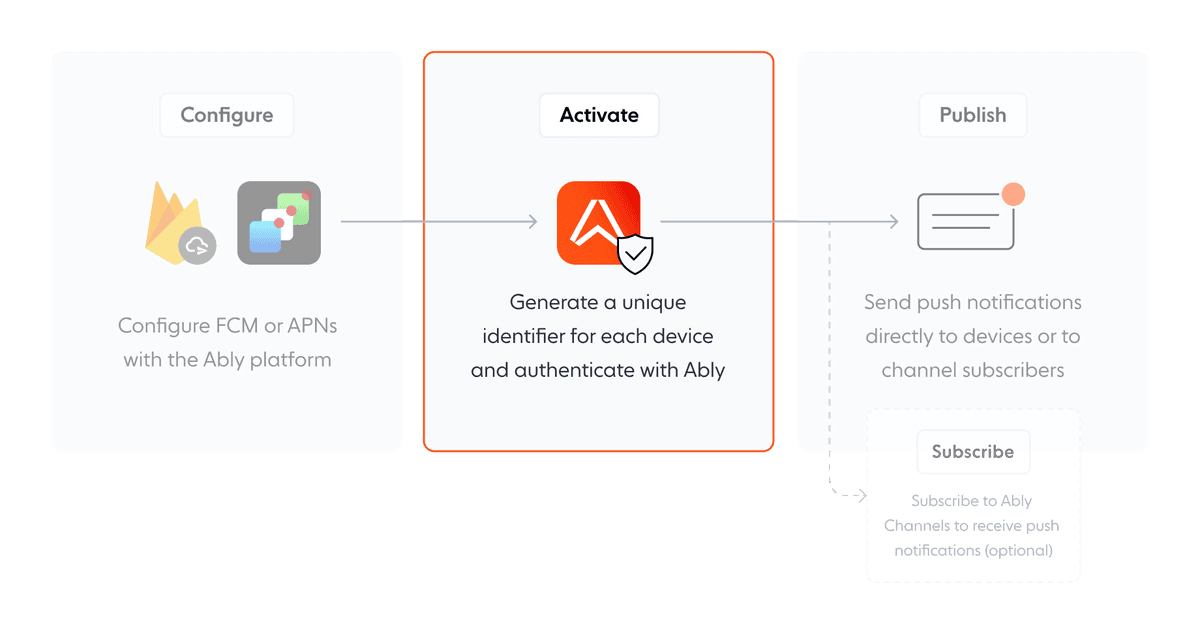 Configure
Configure FCM or APNs
with the Ably platform
Activate
Generate a unique
identifier for each device
and authenticate with Ably
Publish
Send push notifications
directly to devices or to
channel subscribers
Subscribe
Subscribe to Ably
Channels to receive push
notifications (optional)